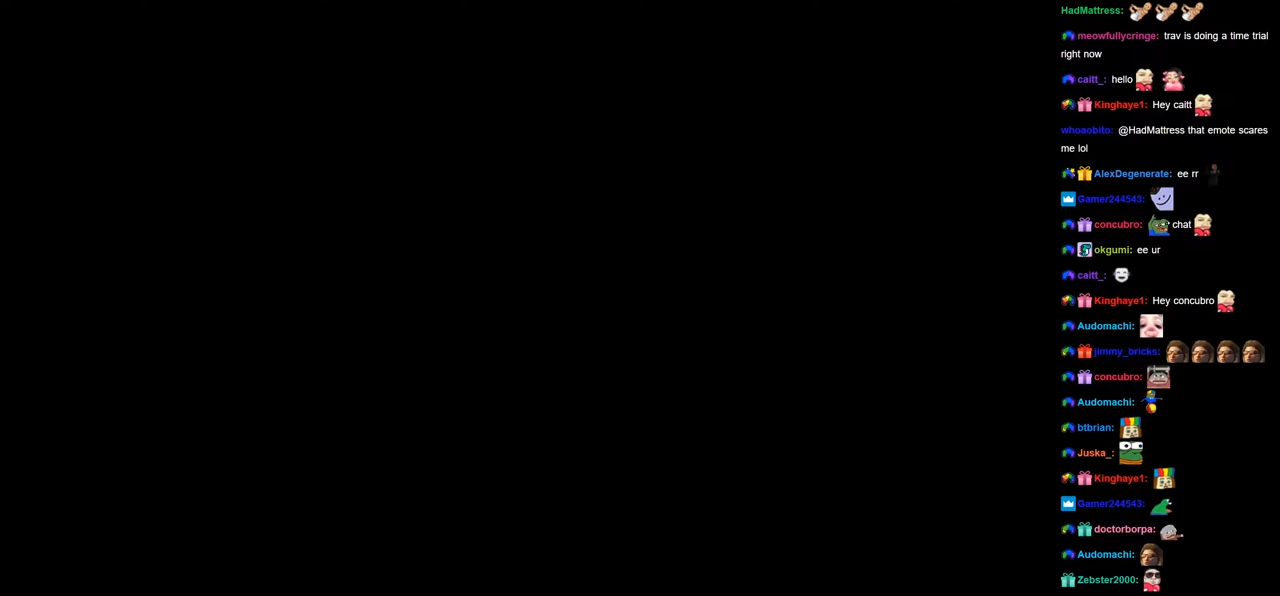 HadMattress:
meowfullycringe: trav is doing a time trial
right now
caitt_: hello
Kinghaye1: Hey caitt
whoaobito: @HadMattress that emote scares
me lol
AlexDegenerate: ee rr
Gamer244543:
concubro: chat
okgumi: ee ur
caitt_:
Kinghaye1: Hey concubro
Audomachi:
jimmy_bricks:
concubro:
Audomachi:
btbrian:
Juska_:
Kinghaye1:
Gamer244543:
doctorborpa:
Audomachi:
Zebster2000: